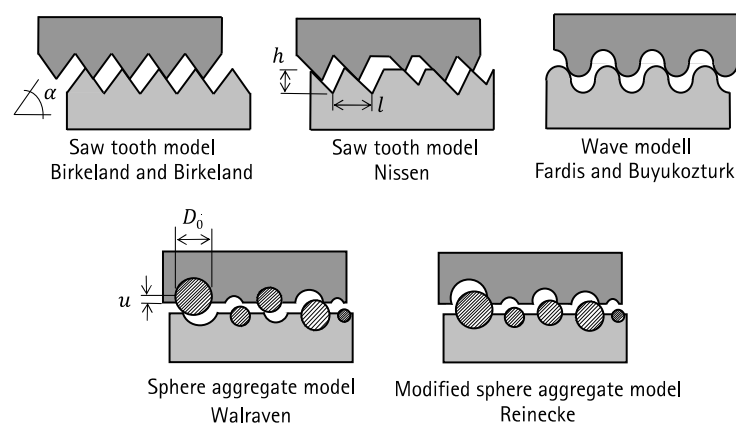 h
α
l
Saw tooth model
Birkeland and Birkeland
Saw tooth model
Nissen
Wave modell
Fardis and Buyukozturk
D₀
u
Sphere aggregate model
Walraven
Modified sphere aggregate model
Reinecke